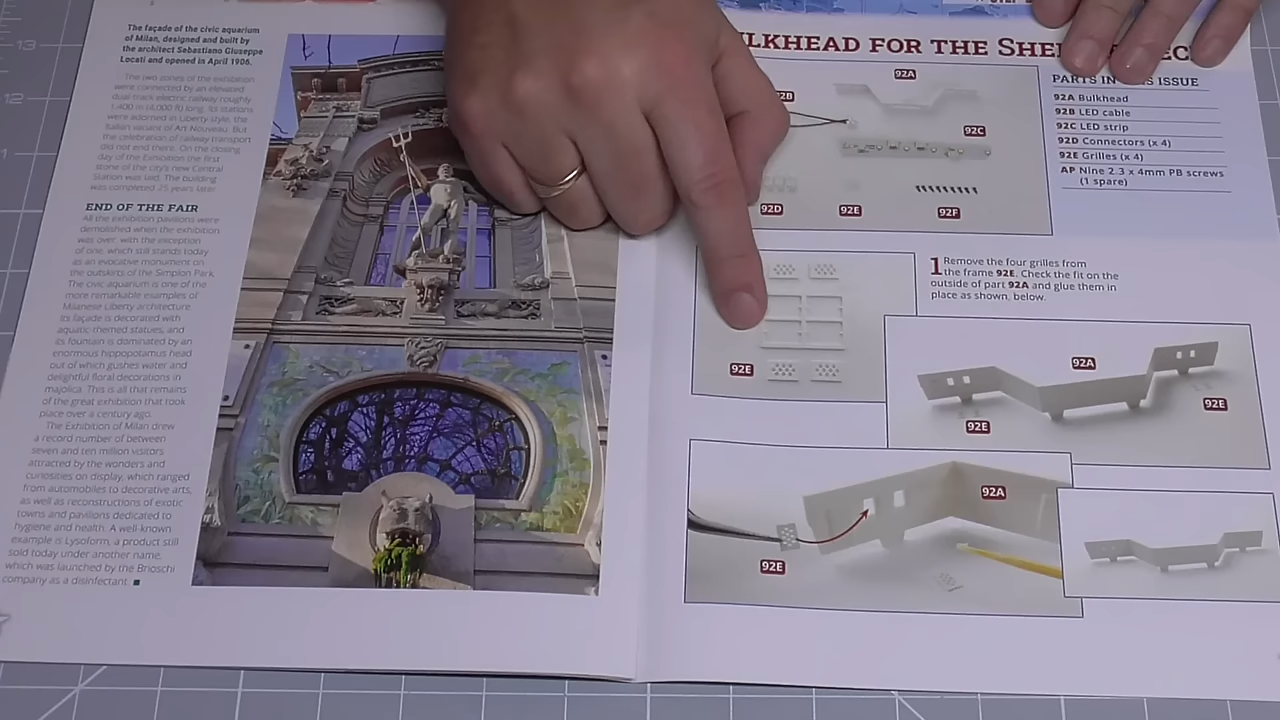 The façade of the civic aquarium
of Milan, designed and built by
the architect Sebastiano Giuseppe
Locati and opened in April 1906.
The two zones of the exhibition
were connected by an elevated
dual track electric railway roughly
1,400 m (4,000 ft) long. Its stations
were adorned in Liberty style, the
Italian variant of Art Nouveau. But
the celebration of railway transport
did not end there. On the closing
day of the Exhibition the first
stone of the city's new Central
Station was laid. The building
was completed 25 years later.
END OF THE FAIR
All the exhibition pavilions were
demolished when the exhibition
was over, with the exception
of one, which still stands today
as an evocative monument on
the outskirts of the Simplon Park.
The civic aquarium is one of the
more remarkable examples of
Milanese Liberty architecture.
Its façade is decorated with
aquatic-themed statues, and
its fountain is dominated by an
enormous hippopotamus head
out of which gushes water and
delightful floral decorations in
majolica. This is all that remains
of the great exhibition that took
place over a century ago.
The Exhibition of Milan drew
a record number of between
seven and ten million visitors
attracted by the wonders and
curiosities on display, which ranged
from automobiles to decorative arts,
as well as reconstructions of exotic
towns and pavilions dedicated to
hygiene and health. A well-known
example is Lysoform, a product still
sold today under another name,
which was launched by the Brioschi
company as a disinfectant.
LKHEAD FOR THE
92A
92B
92C
92D
92E
92F
PARTS IN THIS ISSUE
92A Bulkhead
92B LED cable
92C LED strip
92D Connectors (x 4)
92E Grilles (x 4)
AP Nine 2.3 x 4mm PB screws
(1 spare)
92E
1 Remove the four grilles from
the frame 92E. Check the fit on the
outside of part 92A and glue them in
place as shown, below.
92A
92E
92E
92A
92E
13
12
1